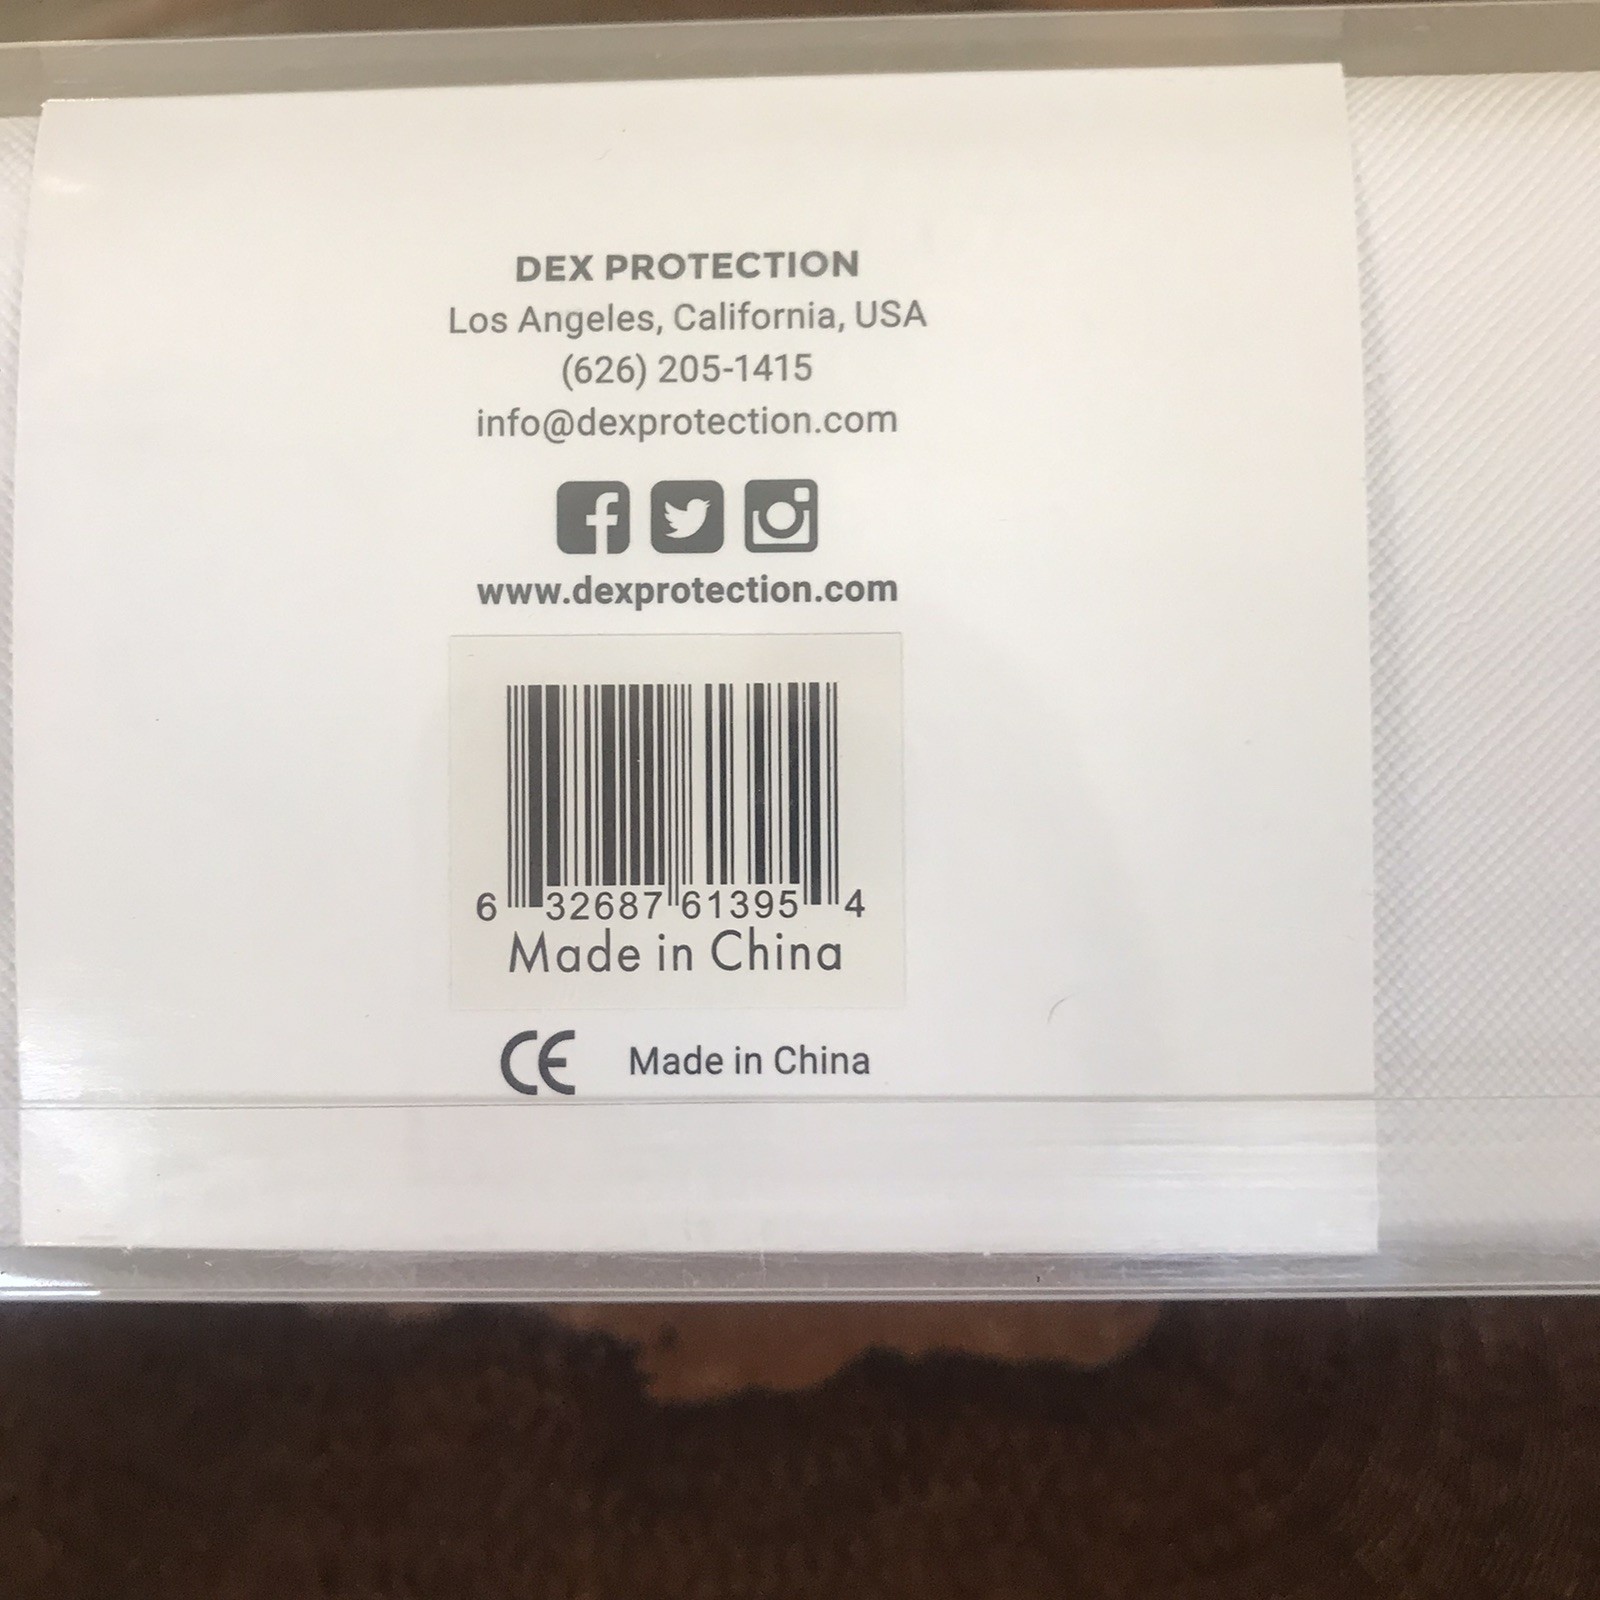 DEX PROTECTION
Los Angeles, California, USA
(626) 205-1415
info@dexprotection.com
www.dexprotection.com
6 32687 61395 4
Made in China
CE Made in China